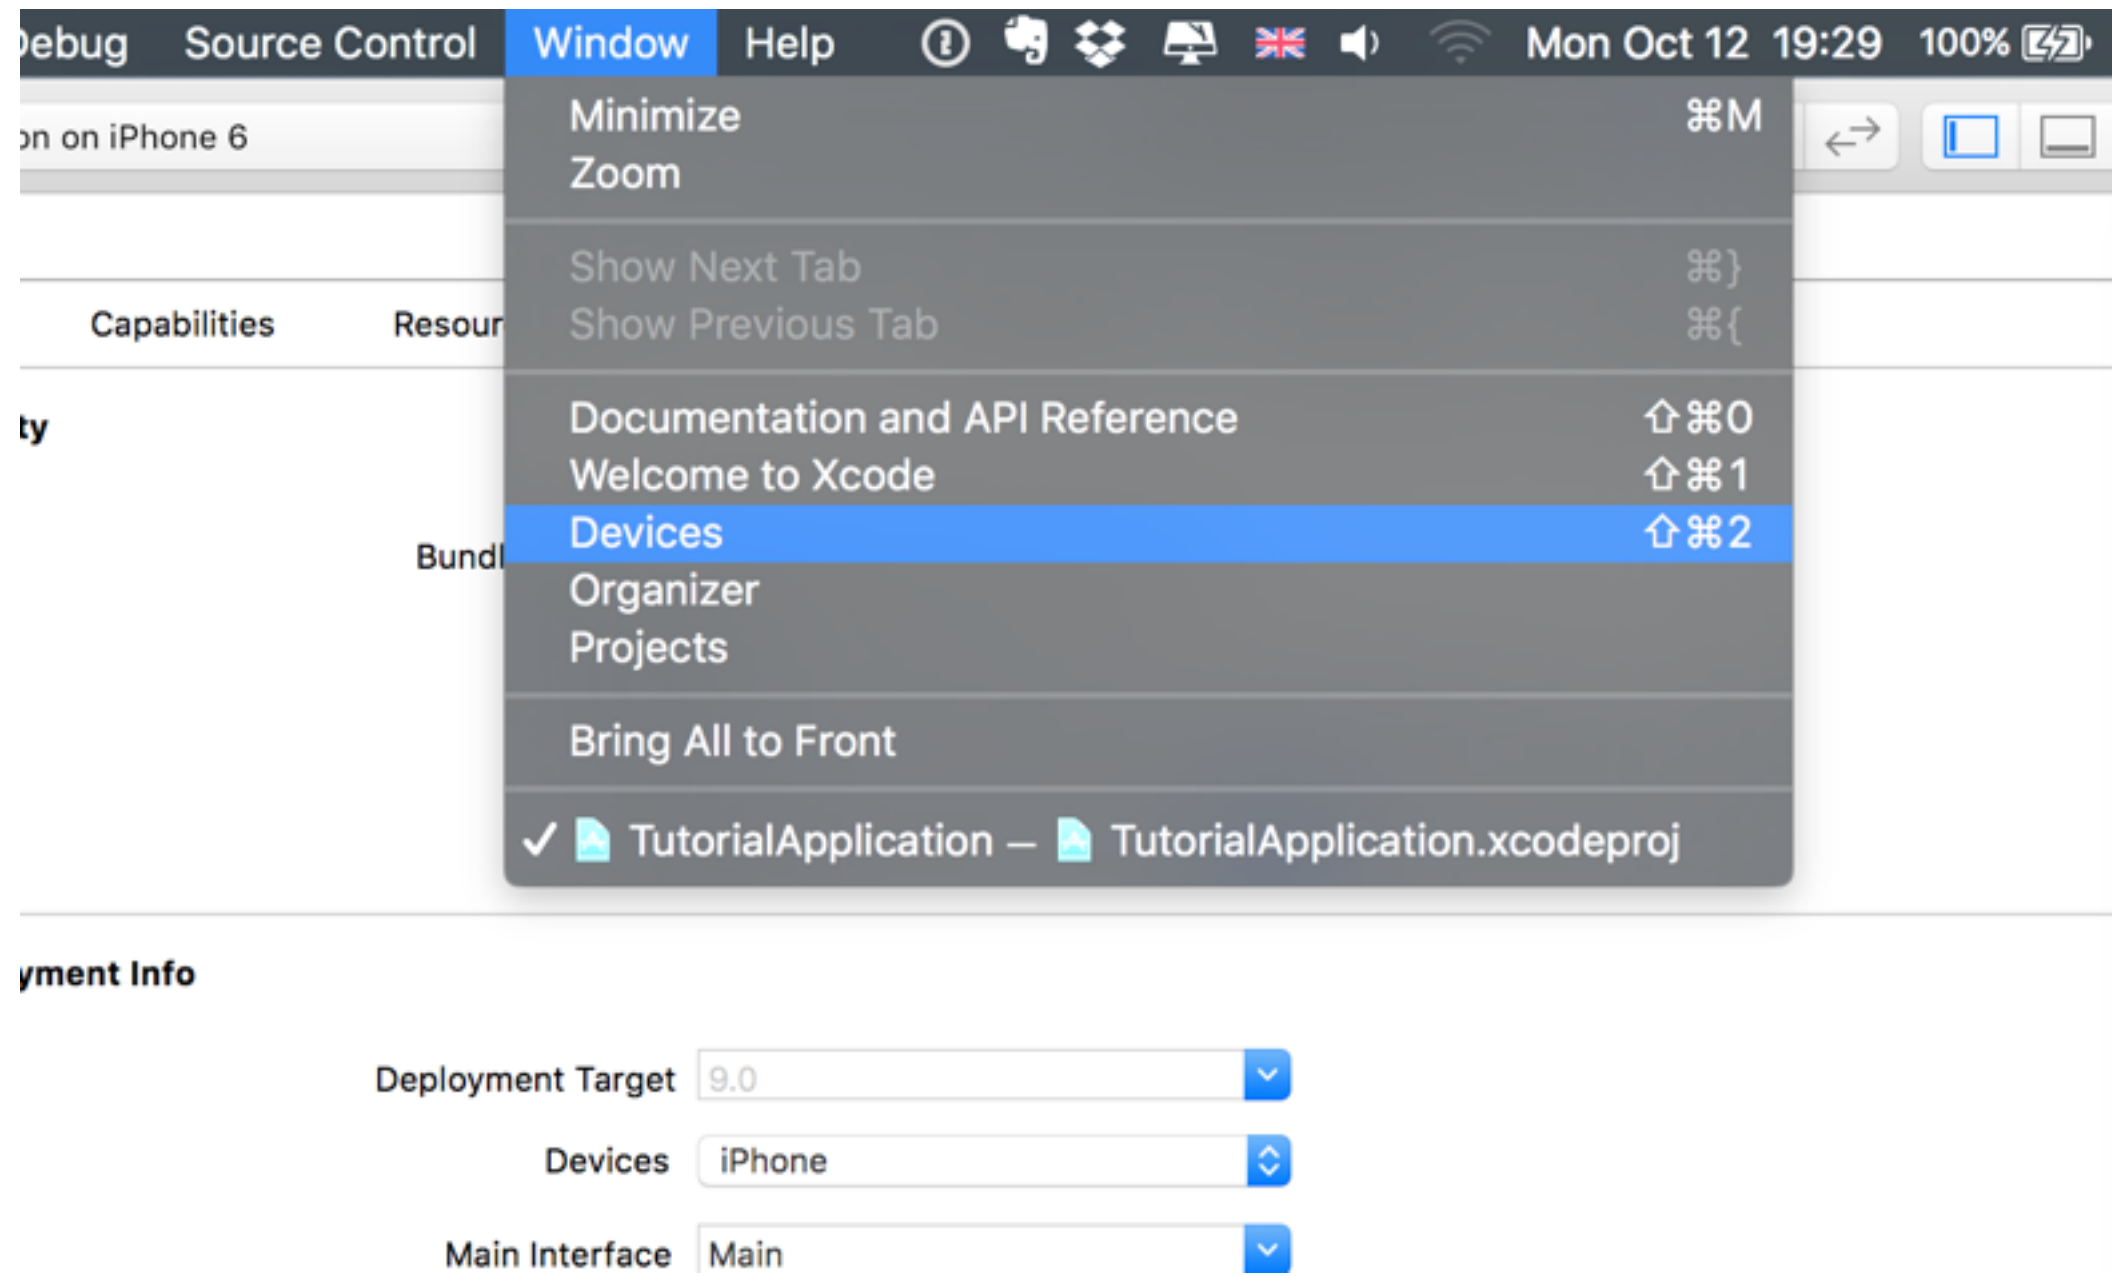 ebug Source Control Window Help Mon Oct 12 19:29 100%
on on iPhone 6
Minimize ⌘M
Zoom
Show Next Tab ⌘}
Show Previous Tab ⌘{
Capabilities Resour
Documentation and API Reference ⇧⌘0
ty
Welcome to Xcode ⇧⌘1
Devices ⇧⌘2
Bundl
Organizer
Projects
Bring All to Front
✓ TutorialApplication — TutorialApplication.xcodeproj
yment Info
Deployment Target 9.0
Devices iPhone
Main Interface Main